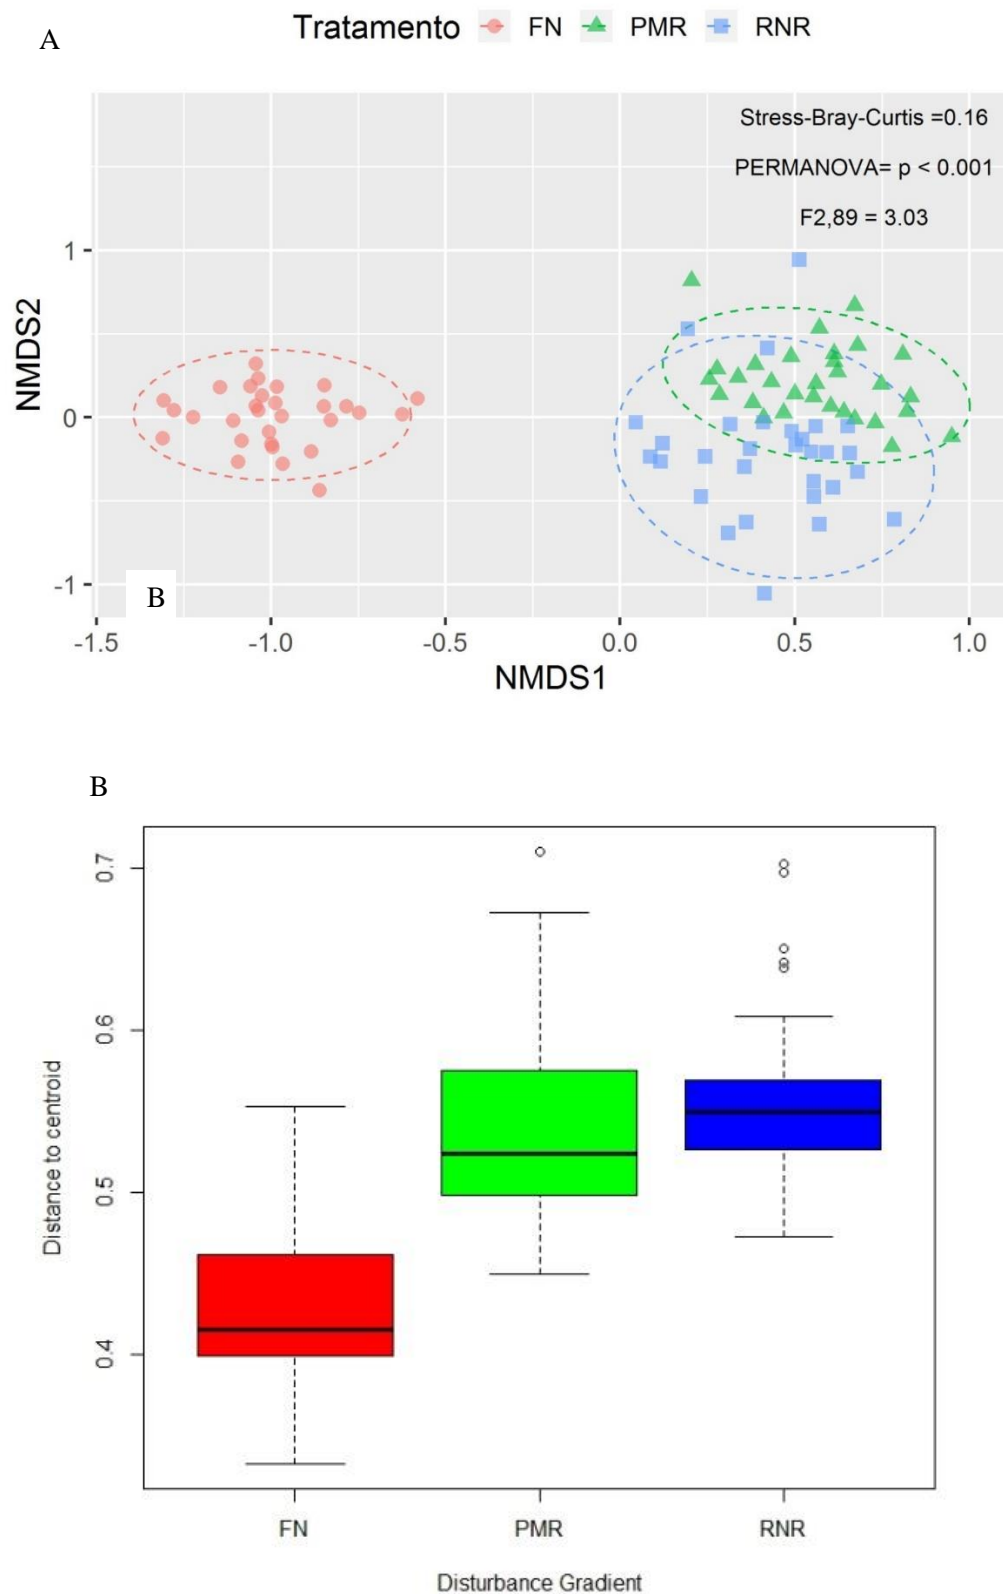 A
Tratamento FN PMR RNR
Stress-Bray-Curtis =0.16
PERMANOVA= p < 0.001
F2,89 = 3.03
NMDS2
1
0
-1
B
-1.5 -1.0 -0.5 0.0 0.5 1.0
NMDS1
B
Distance to centroid
0.7
0.6
0.5
0.4
FN PMR RNR
Disturbance Gradient